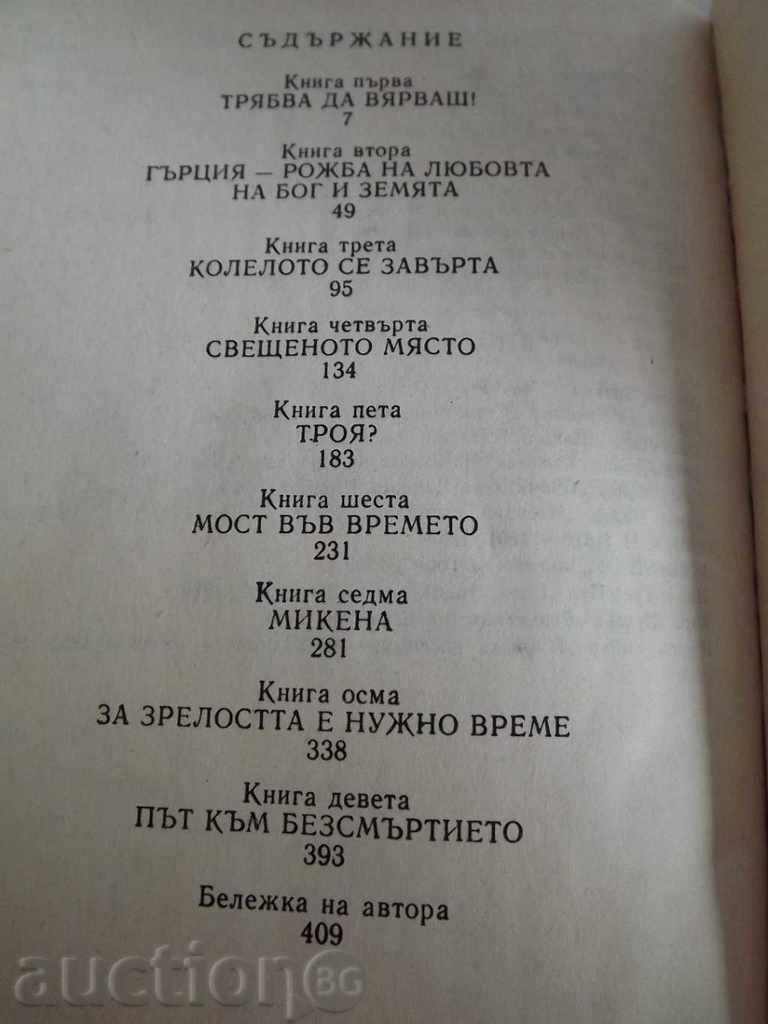 СЪДЪРЖАНИЕ
Книга първа
ТРЯБВА ДА ВЯРВАШ!
7
Книга втора
ГЪРЦИЯ — РОЖБА НА ЛЮБОВТА
НА БОГ И ЗЕМЯТА
49
Книга трета
КОЛЕЛОТО СЕ ЗАВЪРТА
95
Книга четвърта
СВЕЩЕНОТО МЯСТО
134
Книга пета
ТРОЯ?
183
Книга шеста
МОСТ ВЪВ ВРЕМЕТО
231
Книга седма
МИКЕНА
281
Книга осма
ЗА ЗРЕЛОСТТА Е НУЖНО ВРЕМЕ
338
Книга девета
ПЪТ КЪМ БЕЗСМЪРТИЕТО
393
Бележка на автора
409
auctionBG